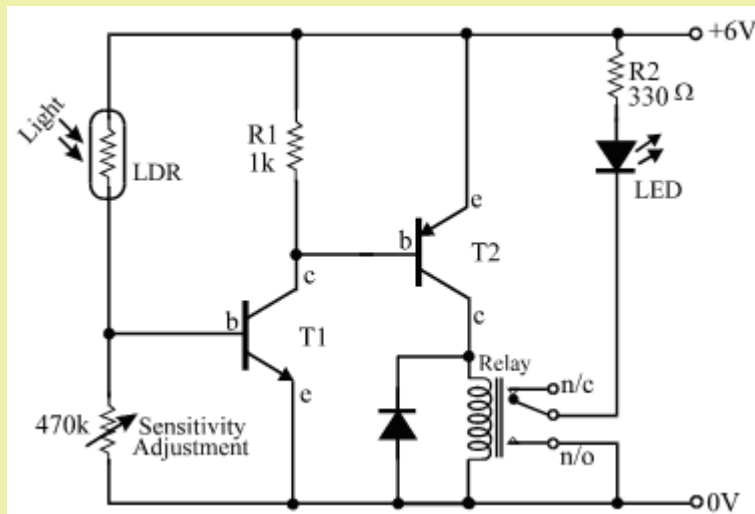 +6V
R2
330 Ω
Light
R1
1k
LDR
LED
e
b
T2
c
c
b
T1
Relay
n/c
e
470k
Sensitivity
Adjustment
n/o
0V